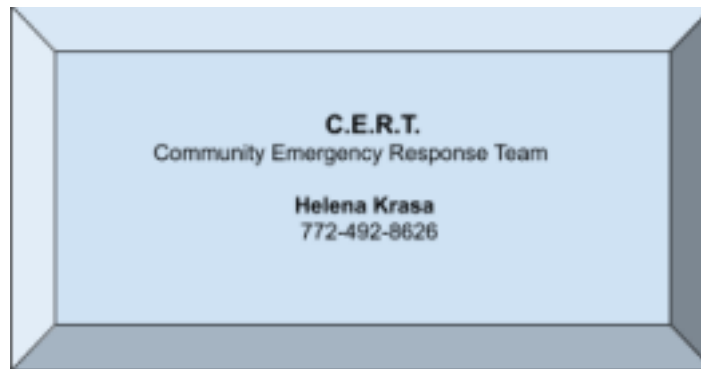 C.E.R.T.
Community Emergency Response Team
Helena Krasa
772-492-8626